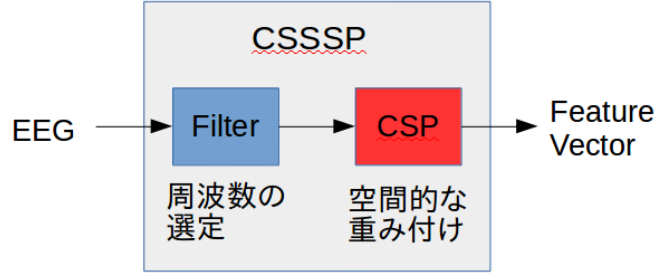 CSSSP
EEG
Filter
CSP
Feature
Vector
周波数の
選定
空間的な
重み付け